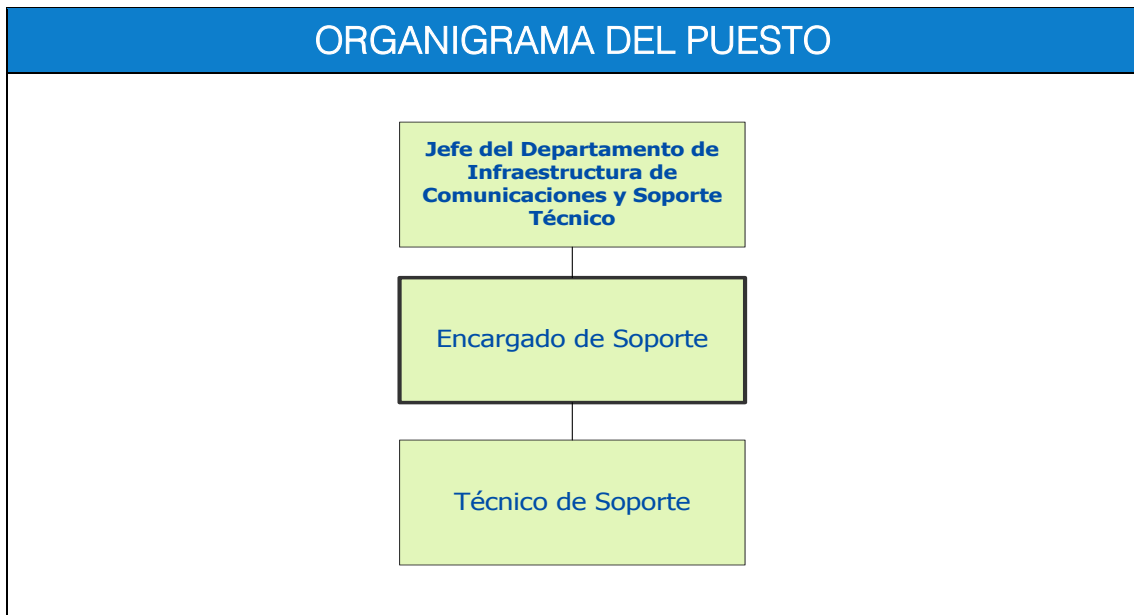 ORGANIGRAMA DEL PUESTO
Jefe del Departamento de
Infraestructura de
Comunicaciones y Soporte
Técnico
Encargado de Soporte
Técnico de Soporte